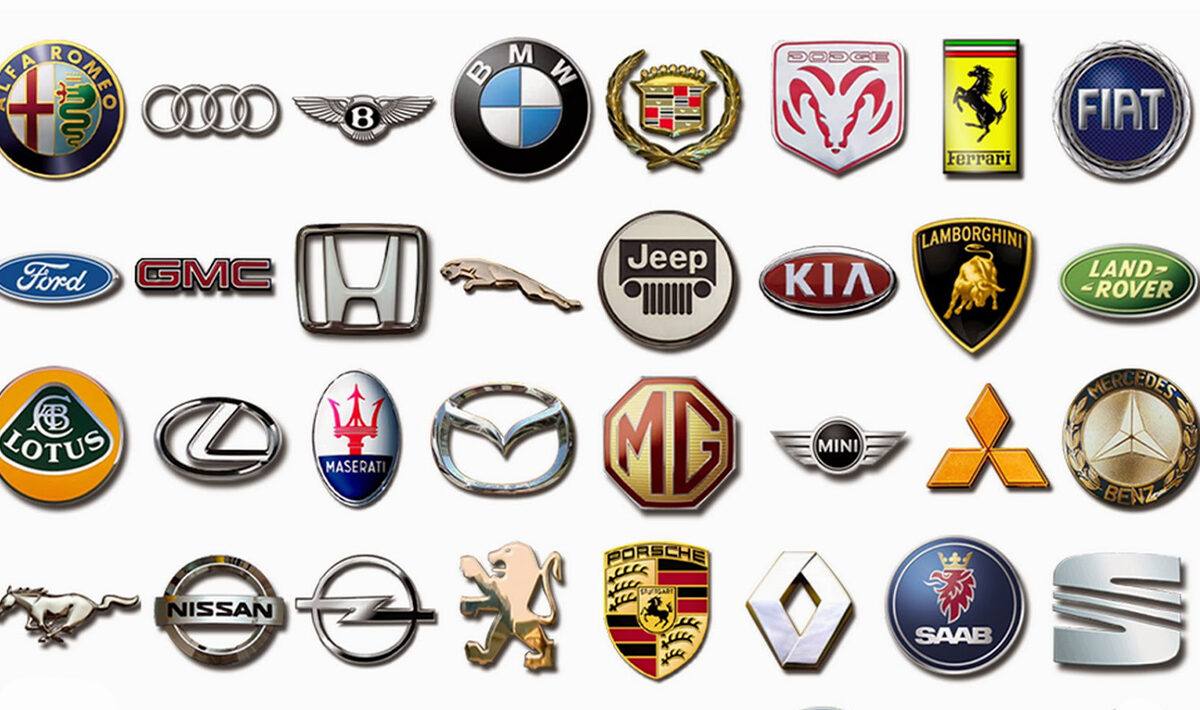 ALFA ROMEO
B
BMW
DODGE
Ferrari
FIAT
Ford
GMC
Jeep
KIA
LAMBORGHINI
LAND-
-ROVER
LOTUS
MASERATI
MG
MINI
MERCEDES
BENZ
NISSAN
PORSCHE
STUTTGART
SAAB